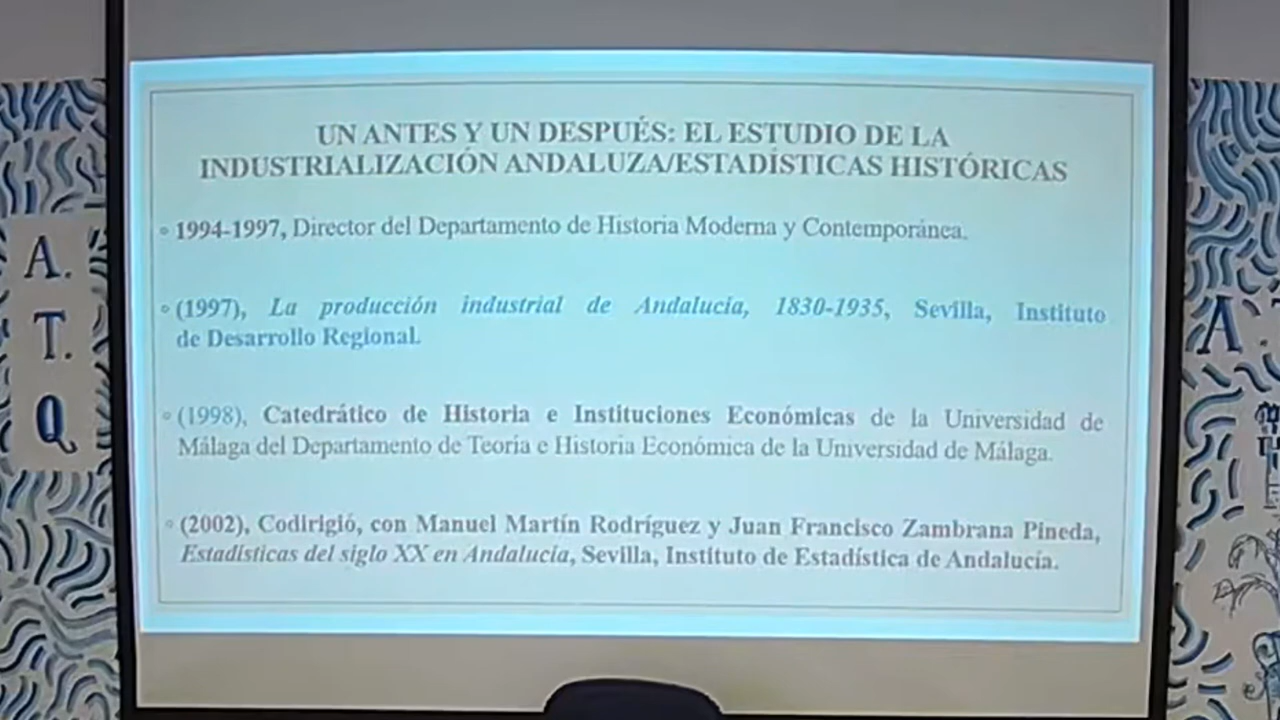 UN ANTES Y UN DESPUÉS: EL ESTUDIO DE LA
INDUSTRIALIZACIÓN ANDALUZA/ESTADÍSTICAS HISTÓRICAS
◦ 1994-1997, Director del Departamento de Historia Moderna y Contemporánea.
◦ (1997), La producción industrial de Andalucía, 1830-1935, Sevilla, Instituto
de Desarrollo Regional.
◦ (1998), Catedrático de Historia e Instituciones Económicas de la Universidad de
Málaga del Departamento de Teoría e Historia Económica de la Universidad de Málaga.
◦ (2002), Codirigió, con Manuel Martín Rodríguez y Juan Francisco Zambrana Pineda,
Estadísticas del siglo XX en Andalucía, Sevilla, Instituto de Estadística de Andalucía.
A.
T.
Q
A.